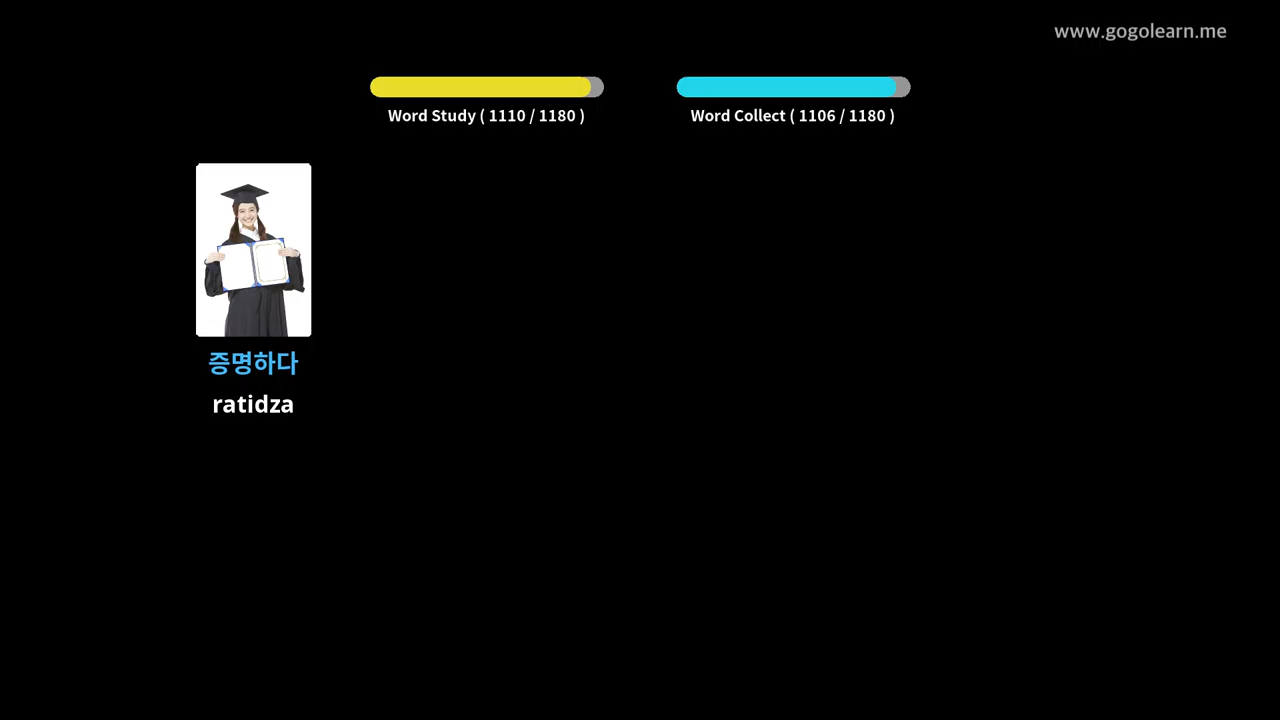 www.gogolearn.me
Word Study ( 1110 / 1180 )
Word Collect ( 1106 / 1180 )
증명하다
ratidza